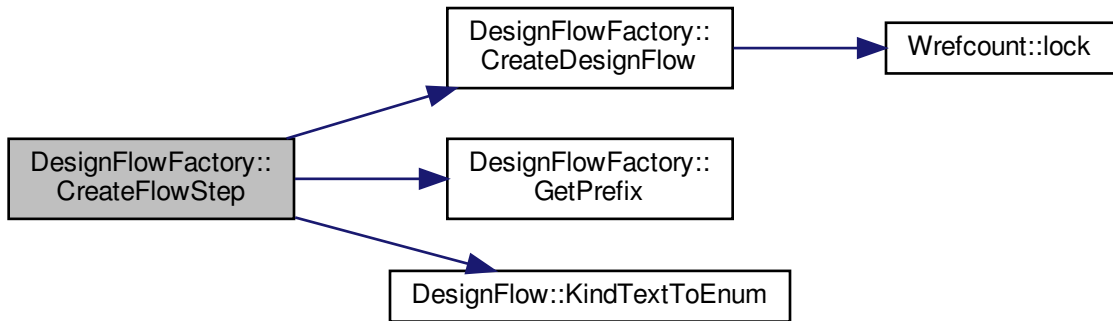 DesignFlowFactory::
CreateFlowStep
DesignFlowFactory::
CreateDesignFlow
Wrefcount::lock
DesignFlowFactory::
GetPrefix
DesignFlow::KindTextToEnum